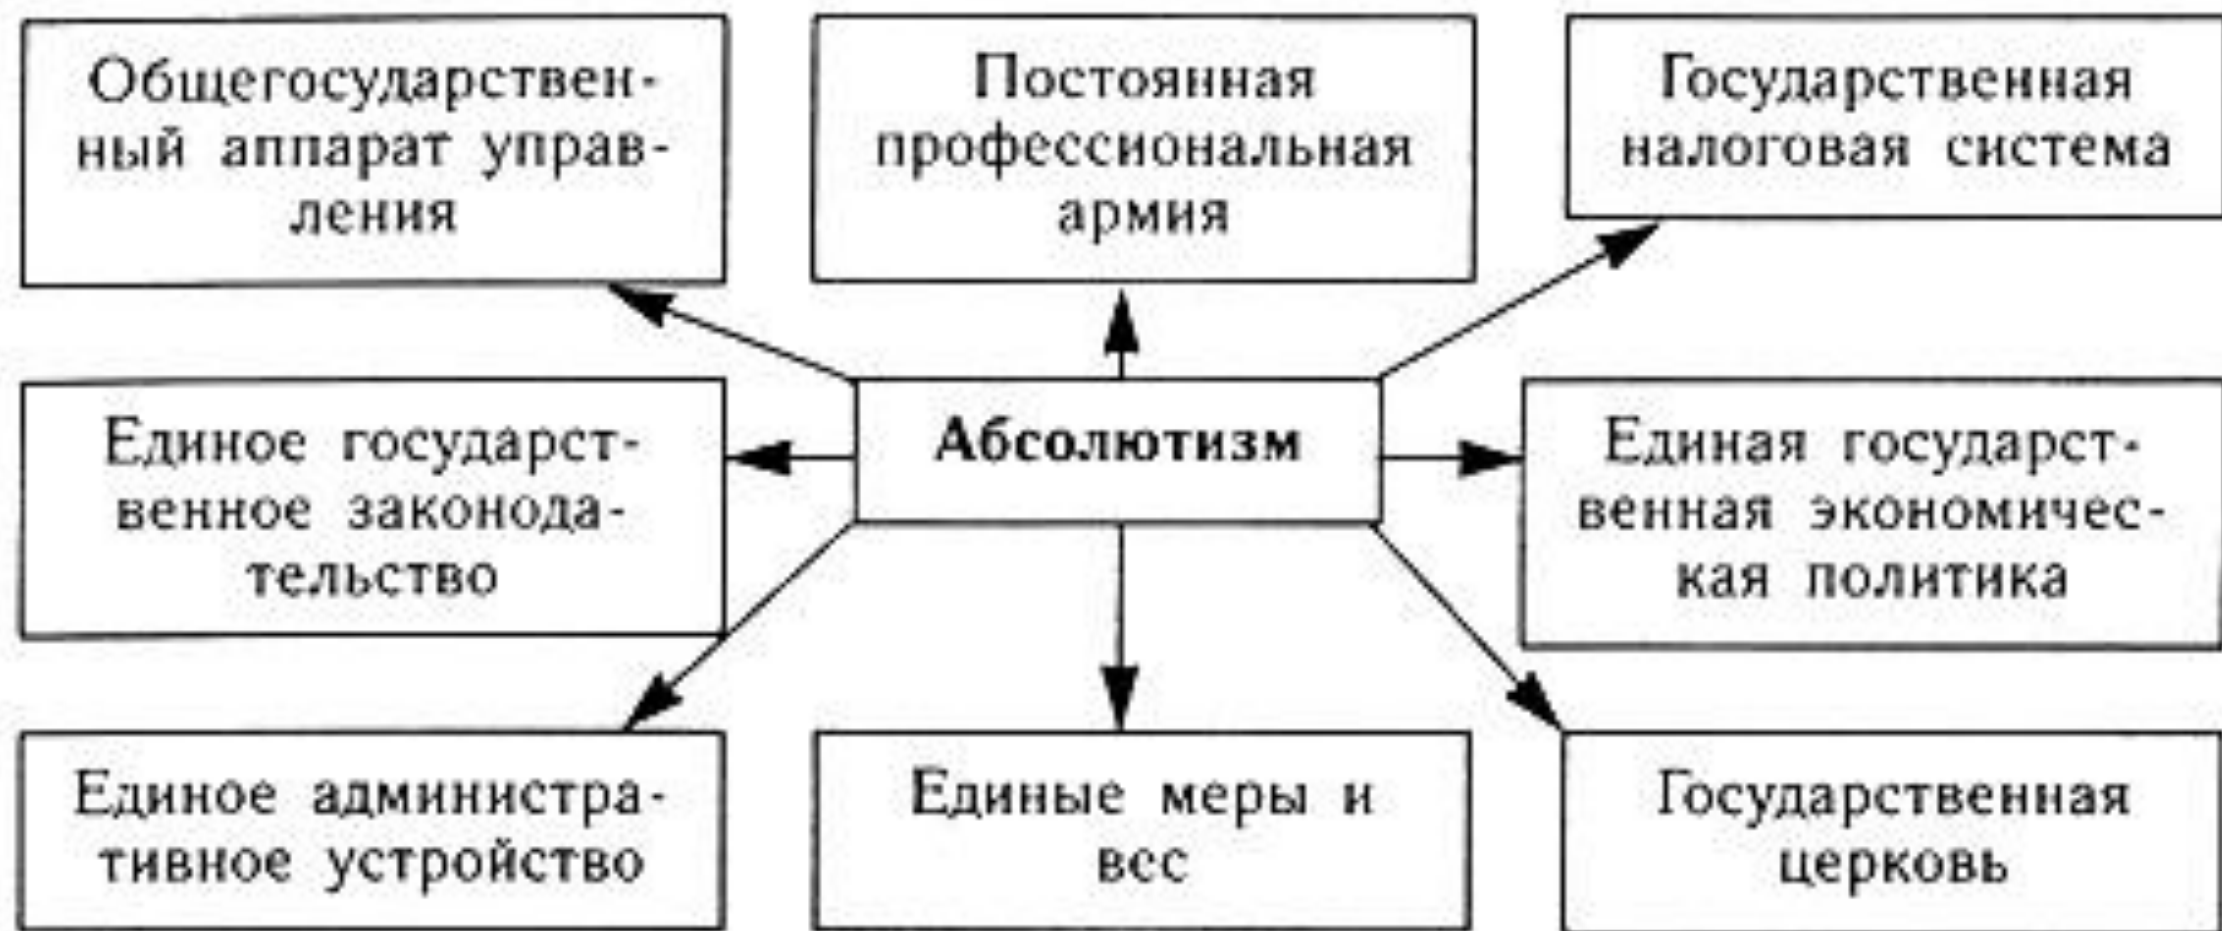 Общегосударствен-
ный аппарат управ-
ления
Постоянная
профессиональная
армия
Государственная
налоговая система
Единое государст-
венное законода-
тельство
Абсолютизм
Единая государст-
венная экономичес-
кая политика
Единое администра-
тивное устройство
Единые меры и
вес
Государственная
церковь